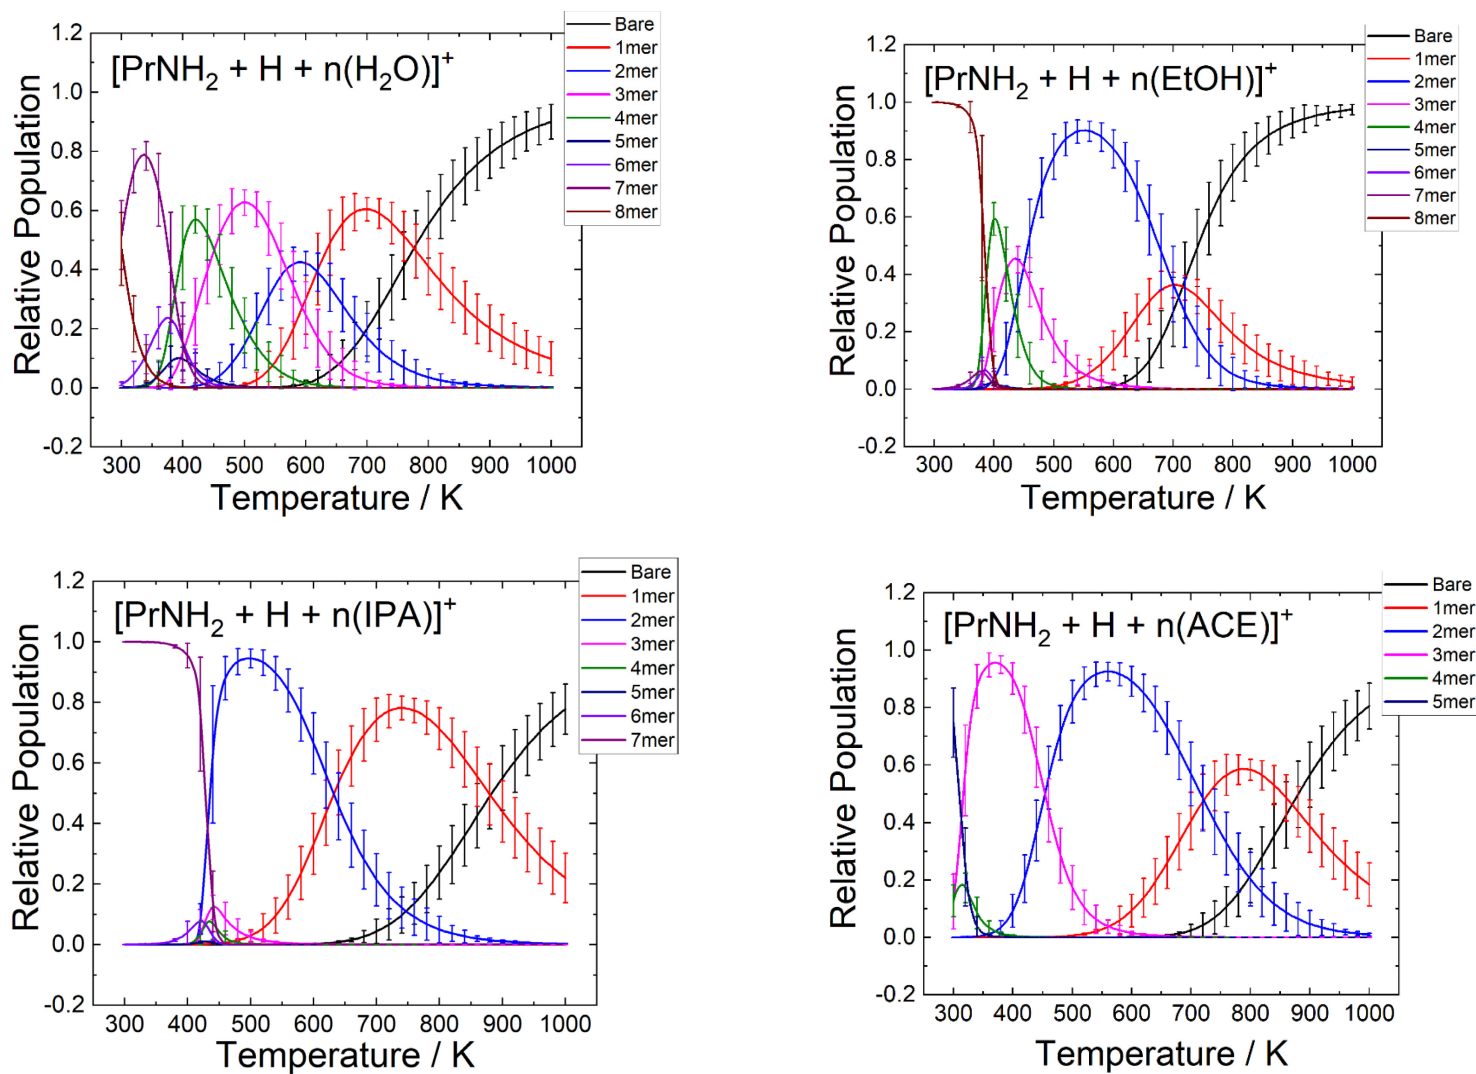 [PrNH₂ + H + n(H₂O)]⁺
Relative Population
1.2
1.0
0.8
0.6
0.4
0.2
0.0
-0.2
300 400 500 600 700 800 900 1000
Temperature / K
Bare
1mer
2mer
3mer
4mer
5mer
6mer
7mer
8mer
[PrNH₂ + H + n(EtOH)]⁺
Relative Population
1.2
1.0
0.8
0.6
0.4
0.2
0.0
-0.2
300 400 500 600 700 800 900 1000
Temperature / K
Bare
1mer
2mer
3mer
4mer
5mer
6mer
7mer
8mer
[PrNH₂ + H + n(IPA)]⁺
Relative Population
1.2
1.0
0.8
0.6
0.4
0.2
0.0
-0.2
300 400 500 600 700 800 900 1000
Temperature / K
Bare
1mer
2mer
3mer
4mer
5mer
6mer
7mer
[PrNH₂ + H + n(ACE)]⁺
Relative Population
1.2
1.0
0.8
0.6
0.4
0.2
0.0
-0.2
300 400 500 600 700 800 900 1000
Temperature / K
Bare
1mer
2mer
3mer
4mer
5mer